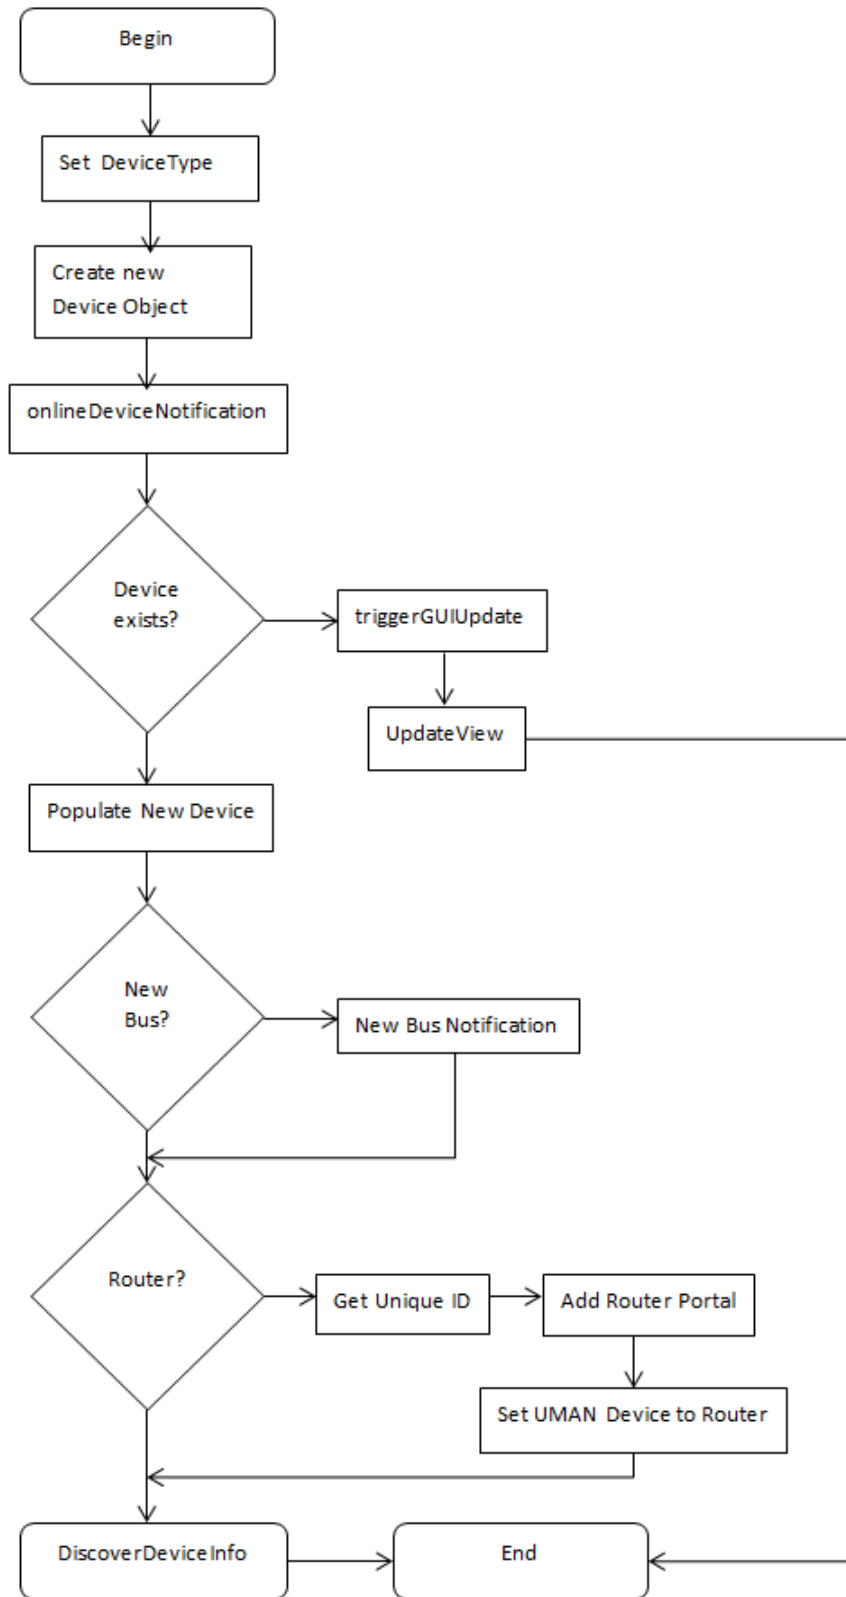 Begin
Set DeviceType
Create new
Device Object
onlineDeviceNotification
Device
exists?
triggerGUIUpdate
UpdateView
Populate New Device
New
Bus?
New Bus Notification
Router?
Get Unique ID
Add Router Portal
Set UMAN Device to Router
DiscoverDeviceInfo
End